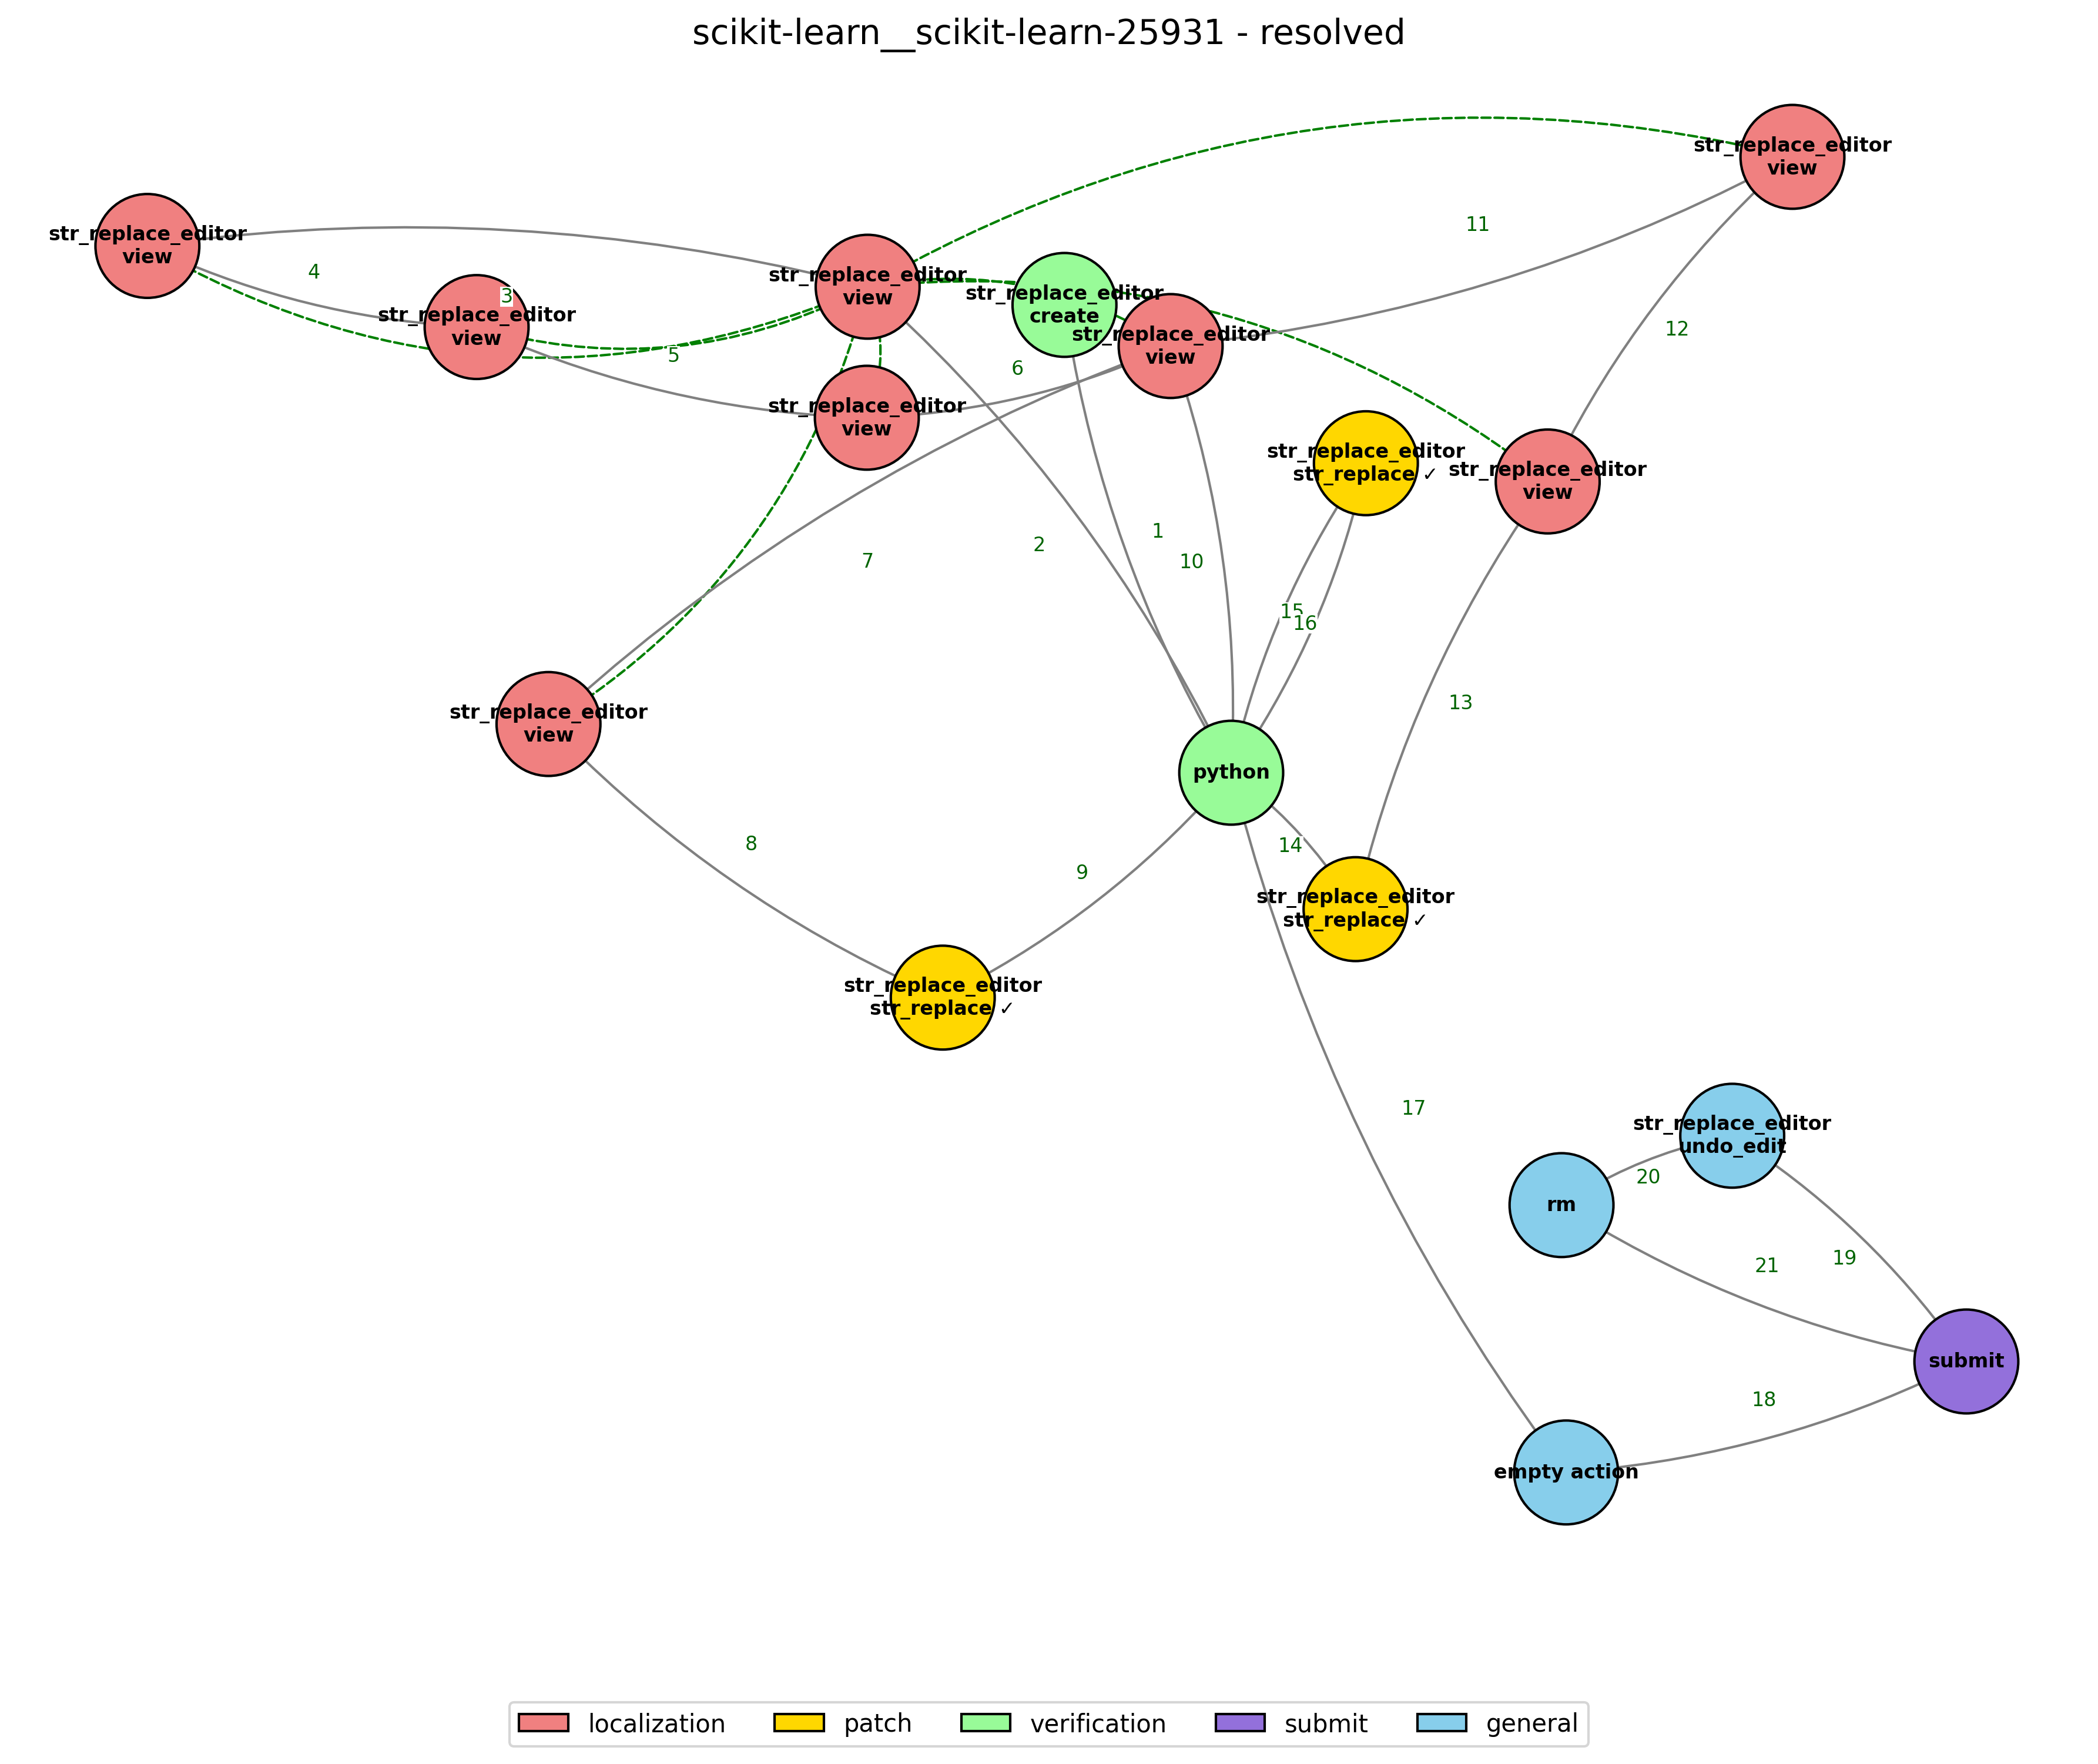 scikit-learn__scikit-learn-25931 - resolved
str_replace_editor
view
11
str_replace_editor
view
4
3
str_replace_editor
view
str_replace_editor
view
str_replace_editor
create
str_replace_editor
view
12
5
6
str_replace_editor
view
str_replace_editor
str_replace ✓
str_replace_editor
view
7
2
1
10
15
16
13
str_replace_editor
view
python
8
9
14
str_replace_editor
str_replace ✓
str_replace_editor
str_replace ✓
17
str_replace_editor
undo_edit
20
rm
21
19
submit
18
empty action
localization
patch
verification
submit
general